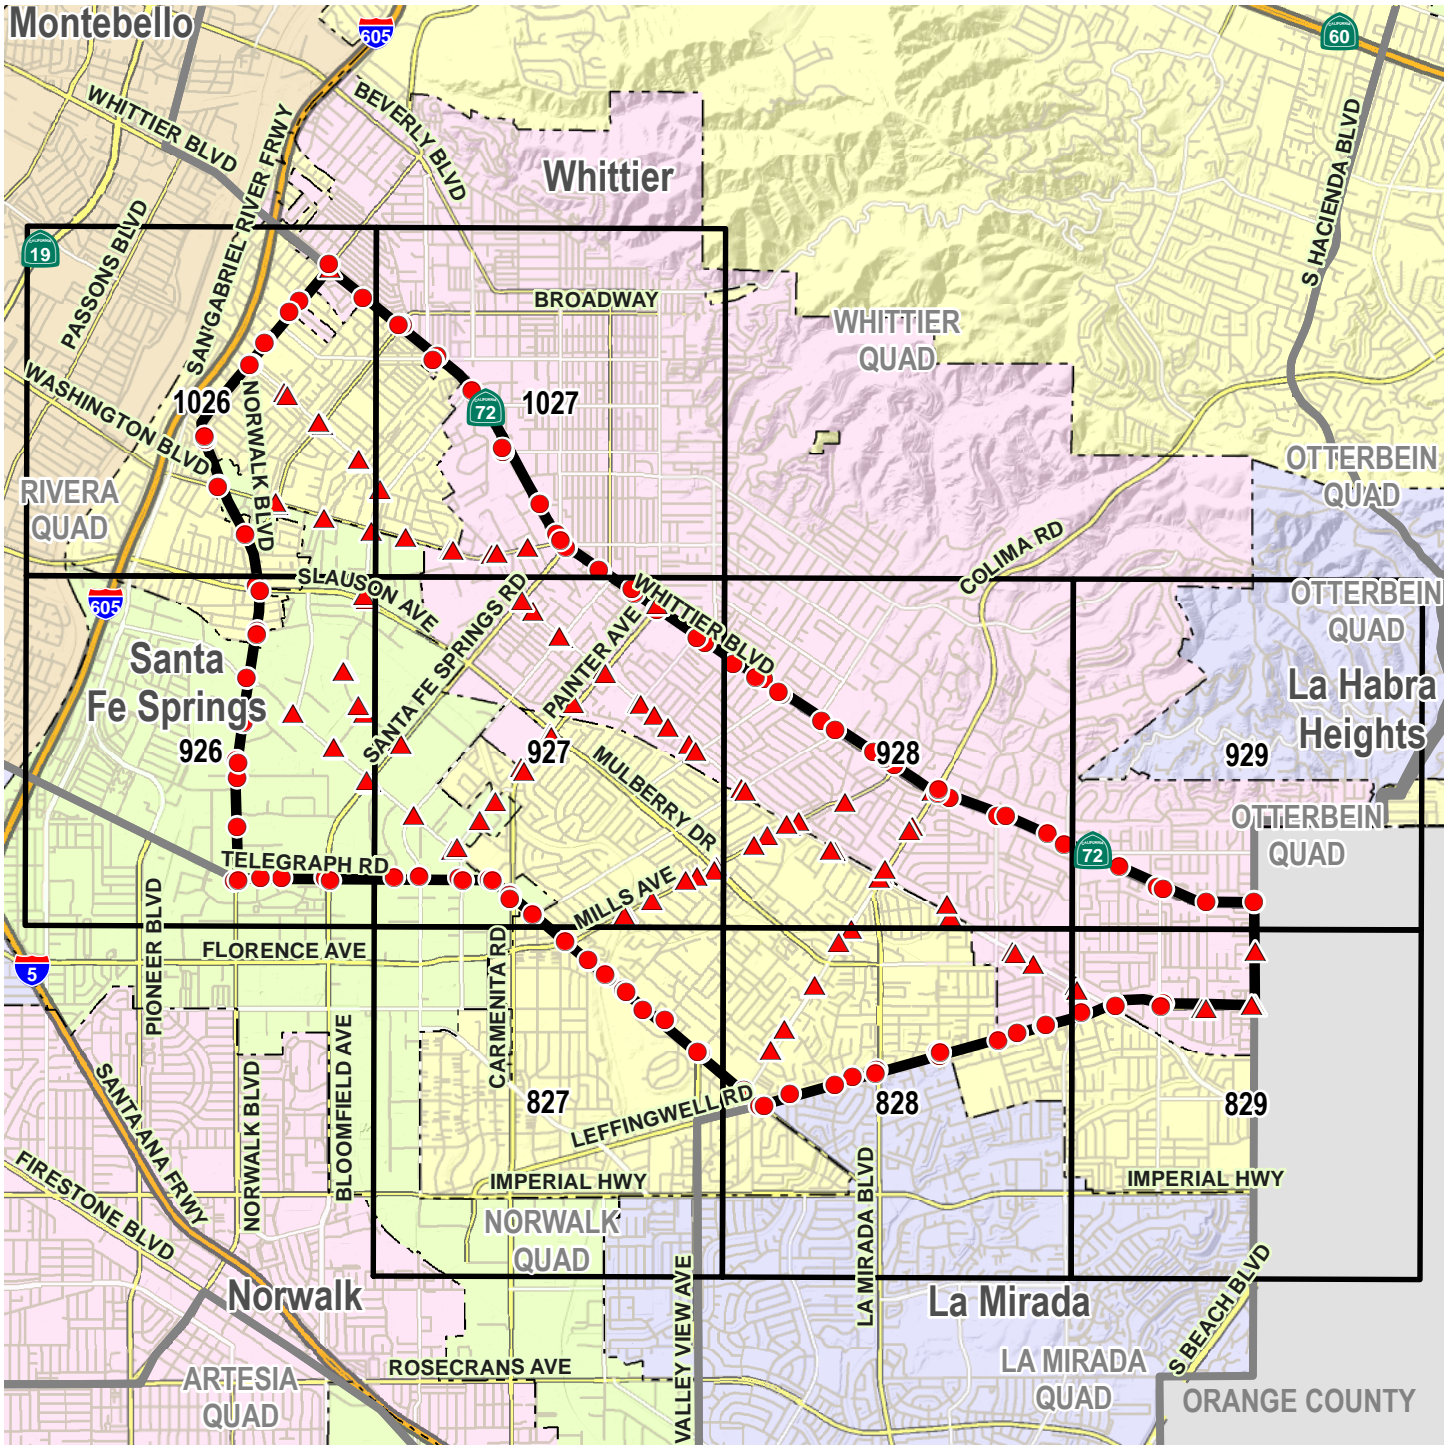 Montebello
605
CALIFORNIA
60
WHITTIER BLVD
BEVERLY BLVD
SAN GABRIEL RIVER FRWY
S HACIENDA BLVD
Whittier
PASSONS BLVD
CALIFORNIA
19
BROADWAY
WHITTIER
QUAD
WASHINGTON BLVD
1026
NORWALK BLVD
CALIFORNIA
72
1027
OTTERBEIN
QUAD
RIVERA
QUAD
COLIMA RD
SLAUSON AVE
SANTA FE SPRINGS RD
PAINTER AVE
WHITTIER BLVD
605
OTTERBEIN
QUAD
Santa
Fe Springs
La Habra
Heights
926
927
928
929
MULBERRY DR
OTTERBEIN
QUAD
CALIFORNIA
72
TELEGRAPH RD
MILLS AVE
PIONEER BLVD
FLORENCE AVE
CARMENITA RD
5
BLOOMFIELD AVE
NORWALK BLVD
SANTA ANA FRWY
827
828
829
LEFFINGWELL RD
FIRESTONE BLVD
IMPERIAL HWY
IMPERIAL HWY
LA MIRADA BLVD
NORWALK
QUAD
VALLEY VIEW AVE
S BEACH BLVD
Norwalk
La Mirada
ROSECRANS AVE
LA MIRADA
QUAD
ARTESIA
QUAD
ORANGE COUNTY